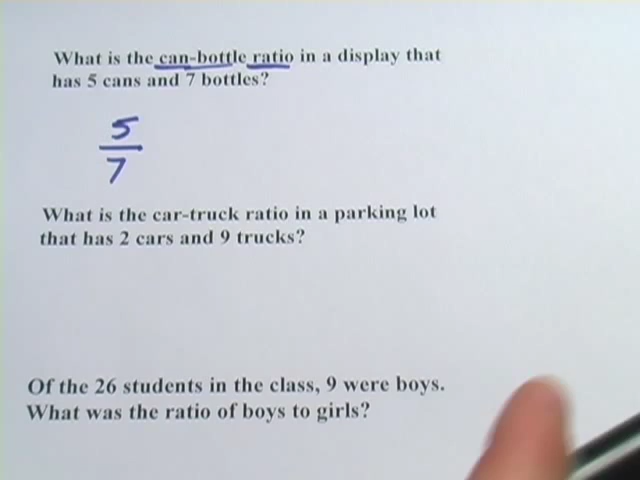 What is the can-bottle ratio in a display that
has 5 cans and 7 bottles?
5
7
What is the car-truck ratio in a parking lot
that has 2 cars and 9 trucks?
Of the 26 students in the class, 9 were boys.
What was the ratio of boys to girls?